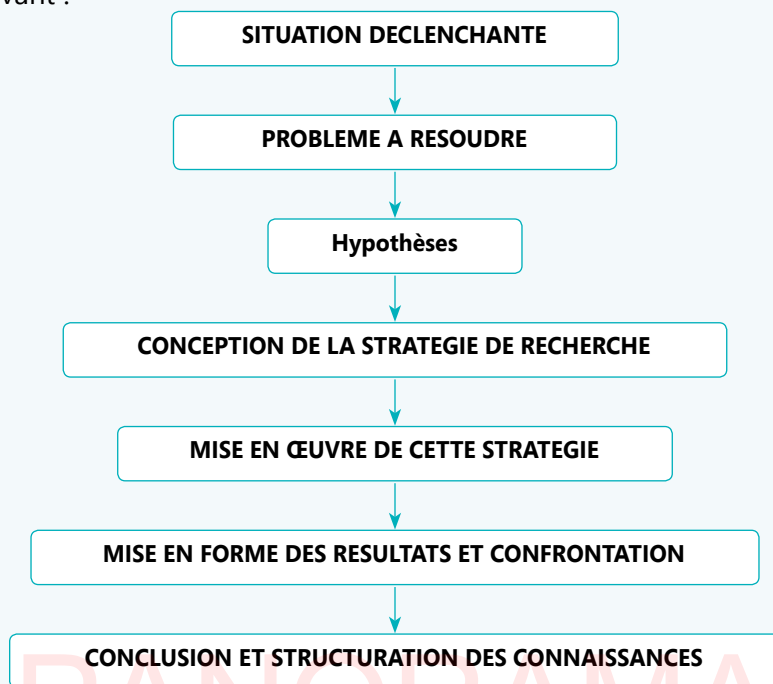 vant :
SITUATION DECLENCHANTE
PROBLEME A RESOUDRE
Hypothèses
CONCEPTION DE LA STRATEGIE DE RECHERCHE
MISE EN ŒUVRE DE CETTE STRATEGIE
MISE EN FORME DES RESULTATS ET CONFRONTATION
CONCLUSION ET STRUCTURATION DES CONNAISSANCES
PANORAMA